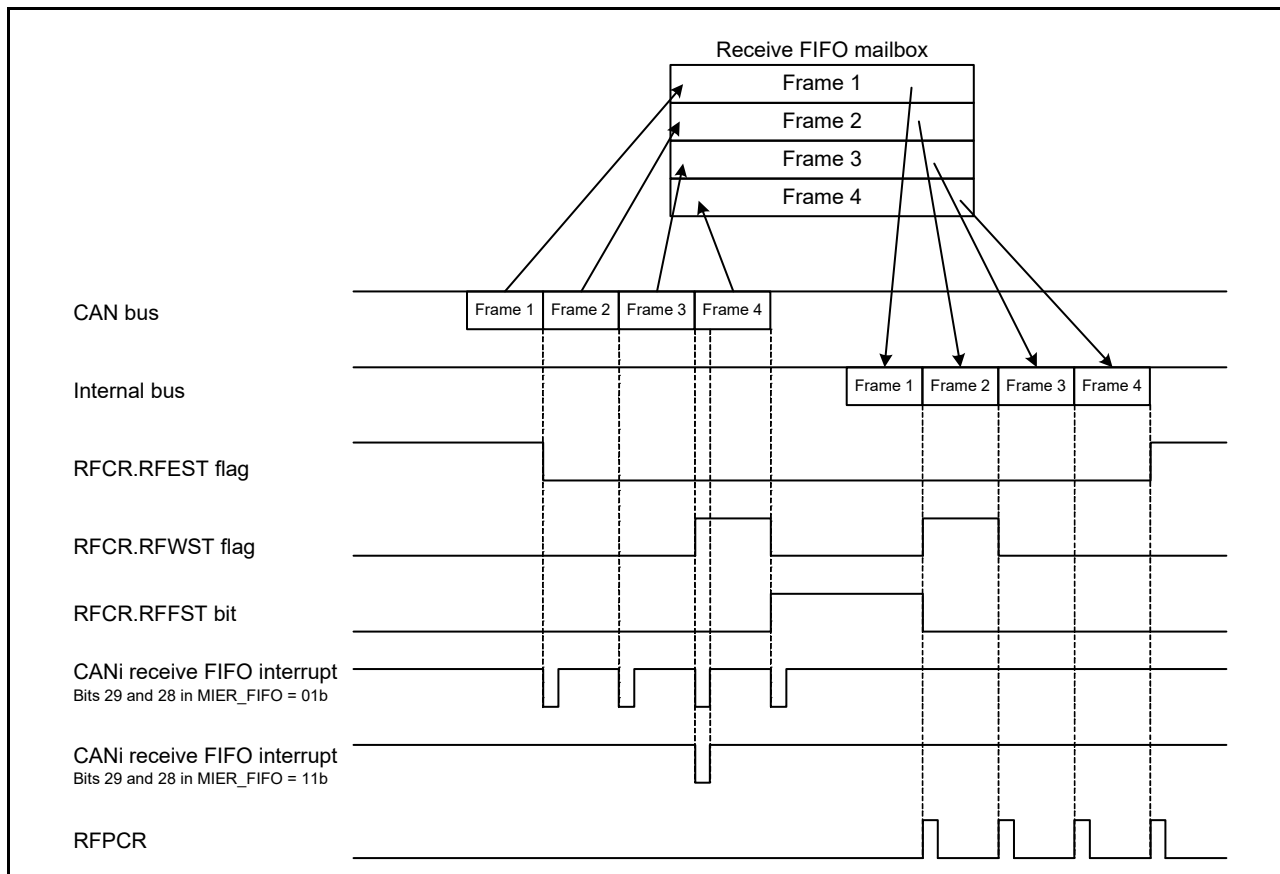 Receive FIFO mailbox
Frame 1
Frame 2
Frame 3
Frame 4
CAN bus
Frame 1 Frame 2 Frame 3 Frame 4
Internal bus
Frame 1 Frame 2 Frame 3 Frame 4
RFCR.RFEST flag
RFCR.RFWST flag
RFCR.RFFST bit
CANi receive FIFO interrupt
Bits 29 and 28 in MIER_FIFO = 01b
CANi receive FIFO interrupt
Bits 29 and 28 in MIER_FIFO = 11b
RFPCR